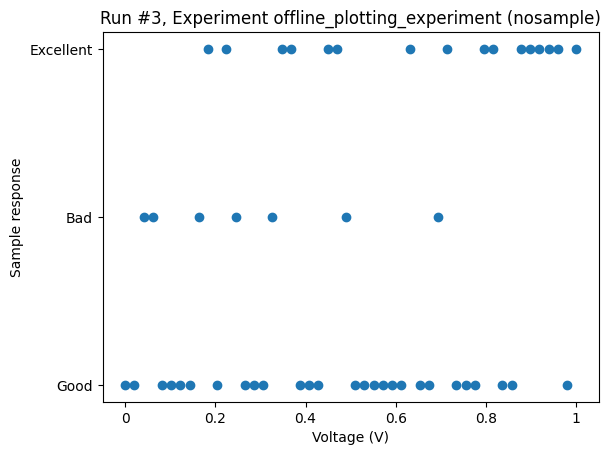 Run #3, Experiment offline_plotting_experiment (nosample)
Excellent
Bad
Good
Sample response
0
0.2
0.4
0.6
0.8
1
Voltage (V)